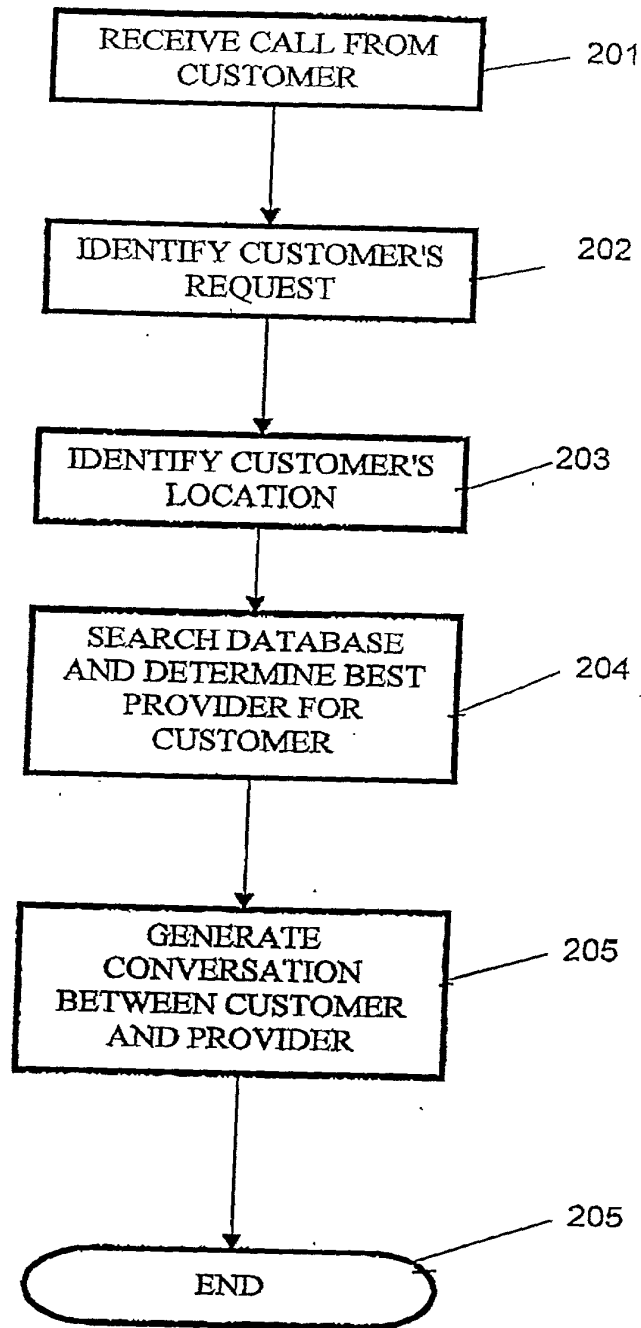 RECEIVE CALL FROM
CUSTOMER
201
IDENTIFY CUSTOMER'S
REQUEST
202
IDENTIFY CUSTOMER'S
LOCATION
203
SEARCH DATABASE
AND DETERMINE BEST
PROVIDER FOR
CUSTOMER
204
GENERATE
CONVERSATION
BETWEEN CUSTOMER
AND PROVIDER
205
END
205